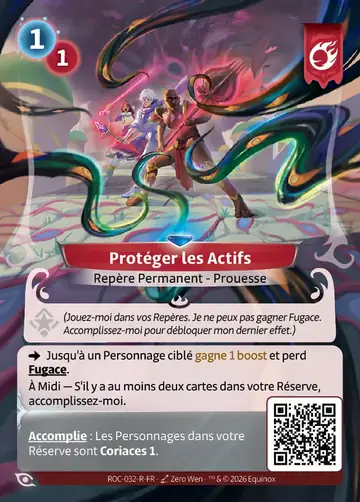 1
1
Protéger les Actifs
Repère Permanent - Prouesse
(Jouez-moi dans vos Repères. Je ne peux pas gagner Fugace.
Accomplissez-moi pour débloquer mon dernier effet.)
Jusqu'à un Personnage ciblé gagne 1 boost et perd
Fugace.
À Midi — S'il y a au moins deux cartes dans votre Réserve,
accomplissez-moi.
Accomplie : Les Personnages dans votre
Réserve sont Coriaces 1.
ROC-032-R-FR - Zero Wen - ™ & © 2026 Equinox